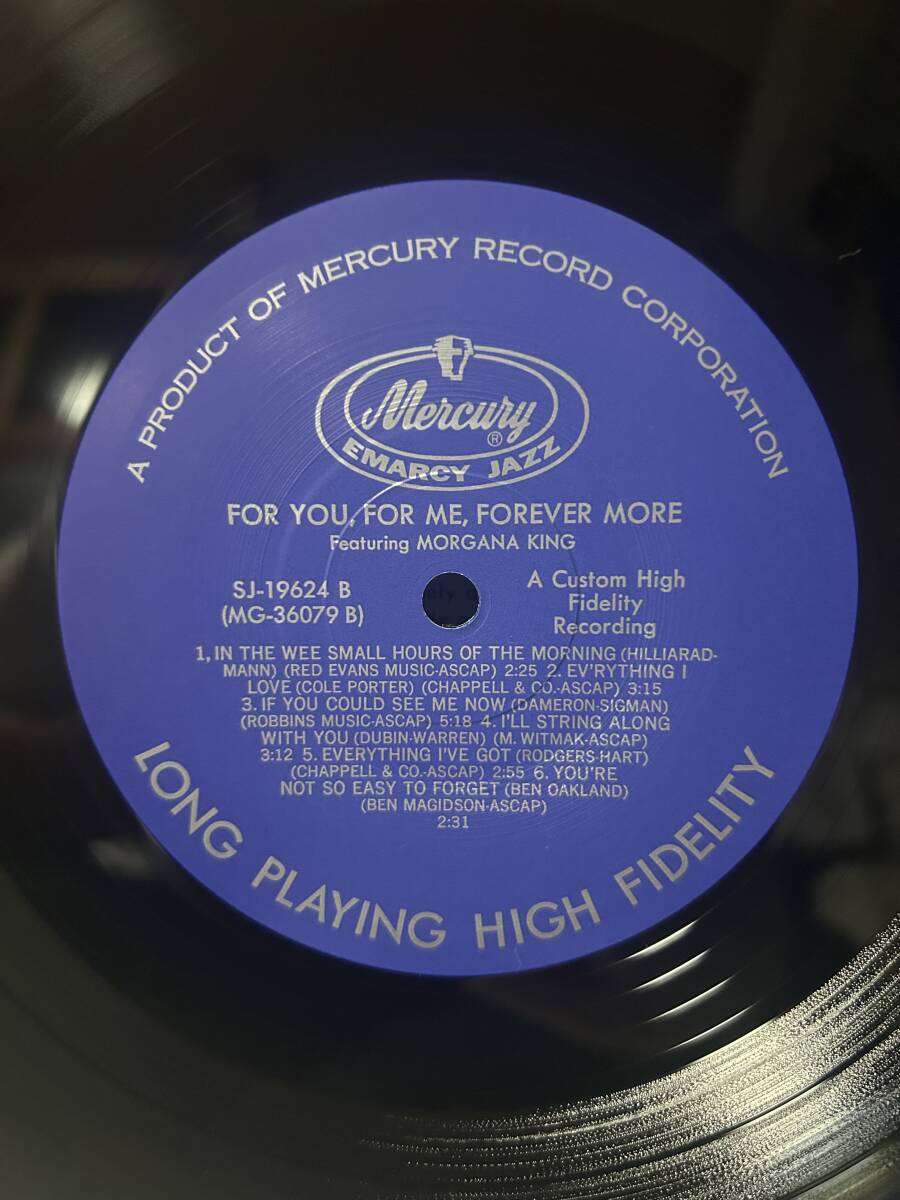 A PRODUCT OF MERCURY RECORD CORPORATION
Mercury
®
EMARCY JAZZ
FOR YOU, FOR ME, FOREVER MORE
Featuring MORGANA KING
SJ-19624 B
(MG-36079 B)
A Custom High
Fidelity
Recording
1, IN THE WEE SMALL HOURS OF THE MORNING (HILLIARAD-
MANN) (RED EVANS MUSIC-ASCAP) 2:25 2. EV'RYTHING I
LOVE (COLE PORTER) (CHAPPELL & CO.-ASCAP) 3:15
3. IF YOU COULD SEE ME NOW (DAMERON-SIGMAN)
(ROBBINS MUSIC-ASCAP) 5:18 4. I'LL STRING ALONG
WITH YOU (DUBIN-WARREN) (M. WITMAK-ASCAP)
3:12 5. EVERYTHING I'VE GOT (RODGERS-HART)
(CHAPPELL & CO.-ASCAP) 2:55 6. YOU'RE
NOT SO EASY TO FORGET (BEN OAKLAND)
(BEN MAGIDSON-ASCAP)
2:31
LONG PLAYING HIGH FIDELITY